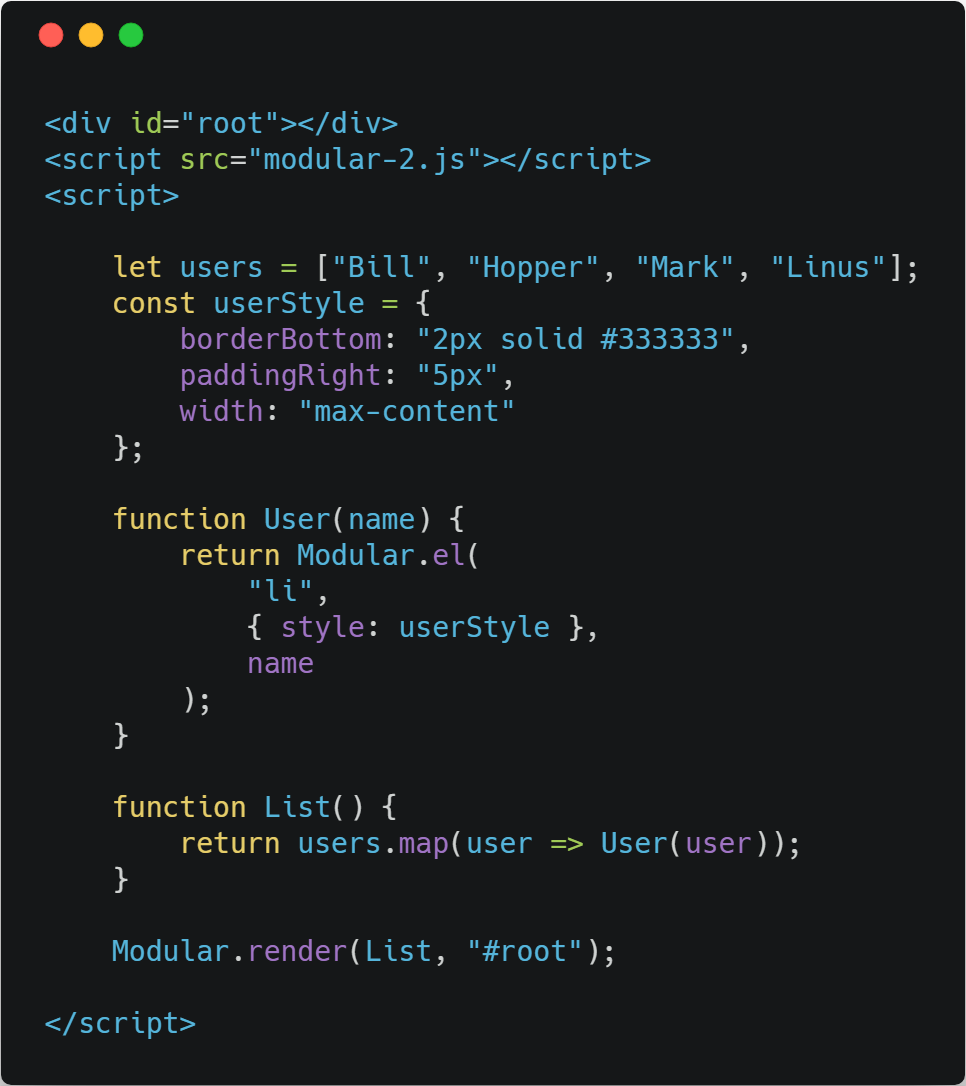 <div id="root"></div>
<script src="modular-2.js"></script>
<script>
let users = ["Bill", "Hopper", "Mark", "Linus"];
const userStyle = {
borderBottom: "2px solid #333333",
paddingRight: "5px",
width: "max-content"
};
function User(name) {
return Modular.el(
"li",
{ style: userStyle },
name
);
}
function List() {
return users.map(user => User(user));
}
Modular.render(List, "#root");
</script>